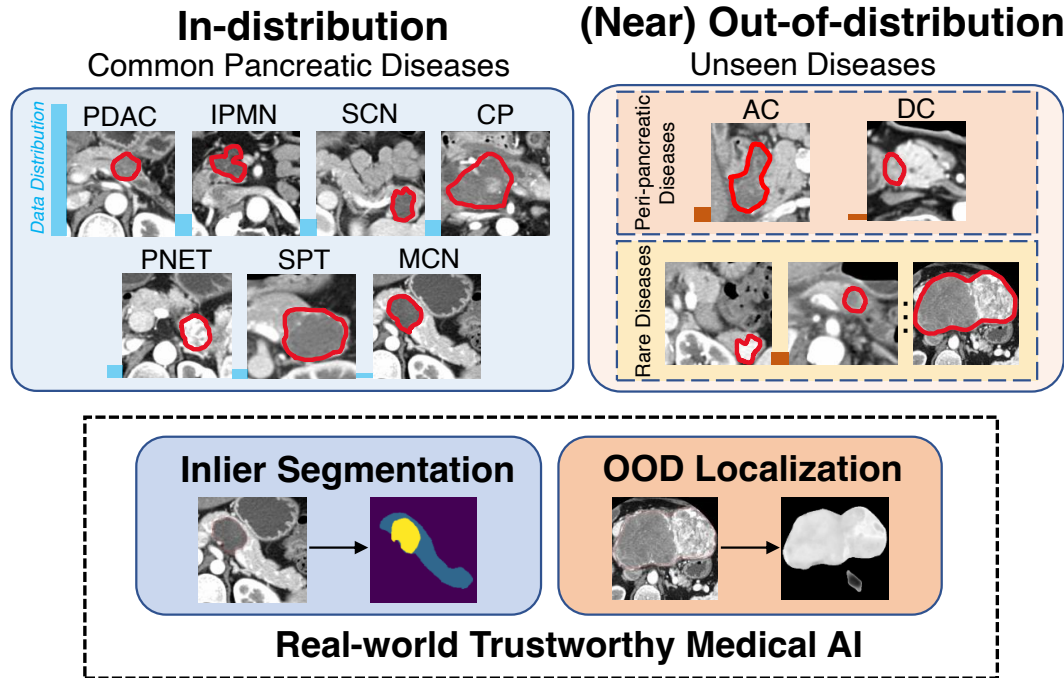 In-distribution
Common Pancreatic Diseases
Data Distribution
PDAC
IPMN
SCN
CP
PNET
SPT
MCN
(Near) Out-of-distribution
Unseen Diseases
Peri-pancreatic
Diseases
AC
DC
Rare Diseases
Inlier Segmentation
OOD Localization
Real-world Trustworthy Medical AI